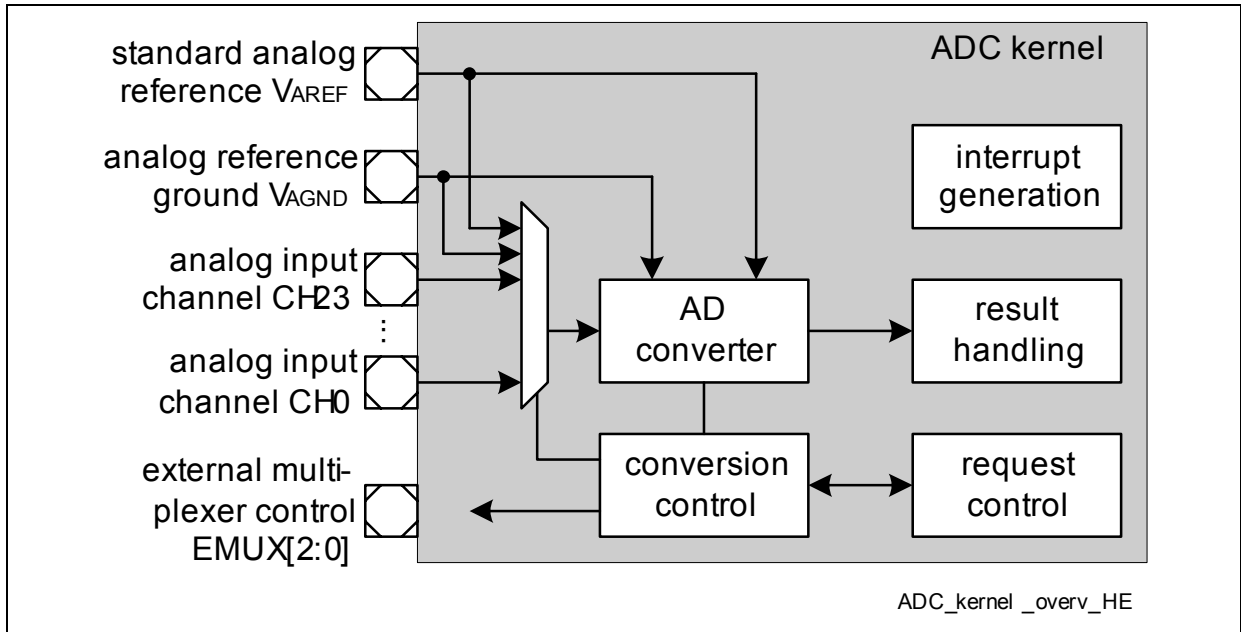 standard analog
reference VAREF
analog reference
ground VAGND
analog input
channel CH23
⋮
analog input
channel CH0
external multi-
plexer control
EMUX[2:0]
ADC kernel
interrupt
generation
AD
converter
result
handling
conversion
control
request
control
ADC_kernel _overv_HE